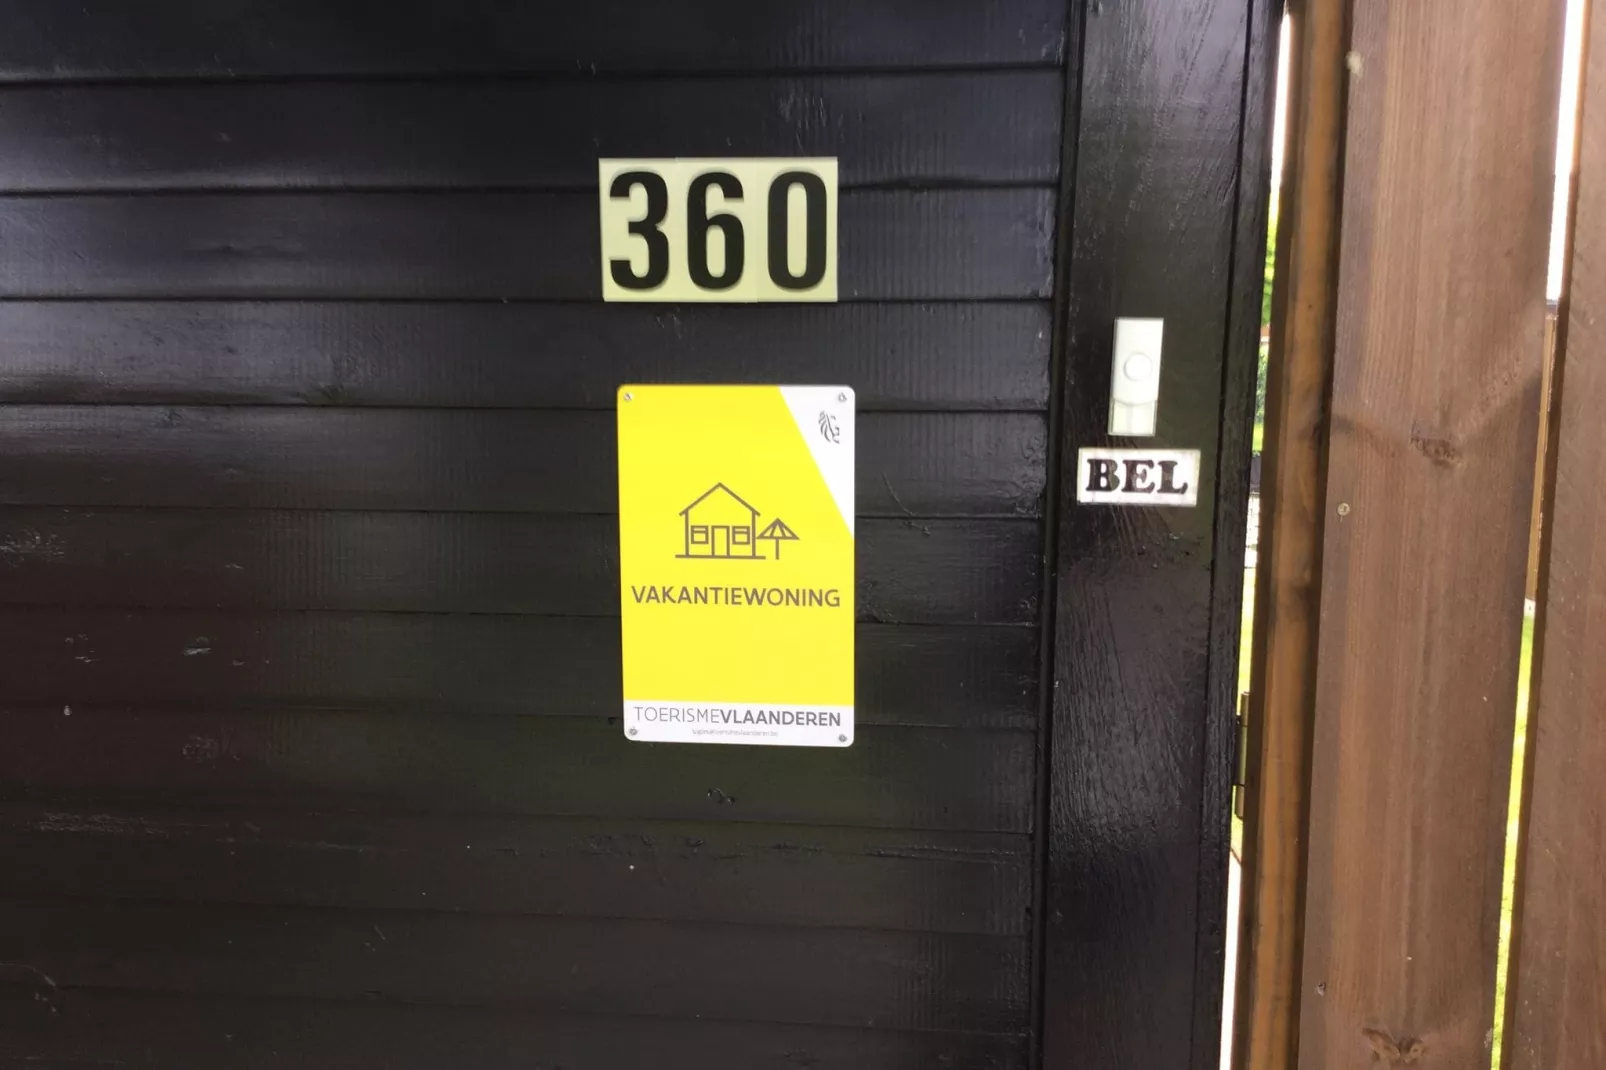 360
BEL
VAKANTIEWONING
TOERISMEVLAANDEREN